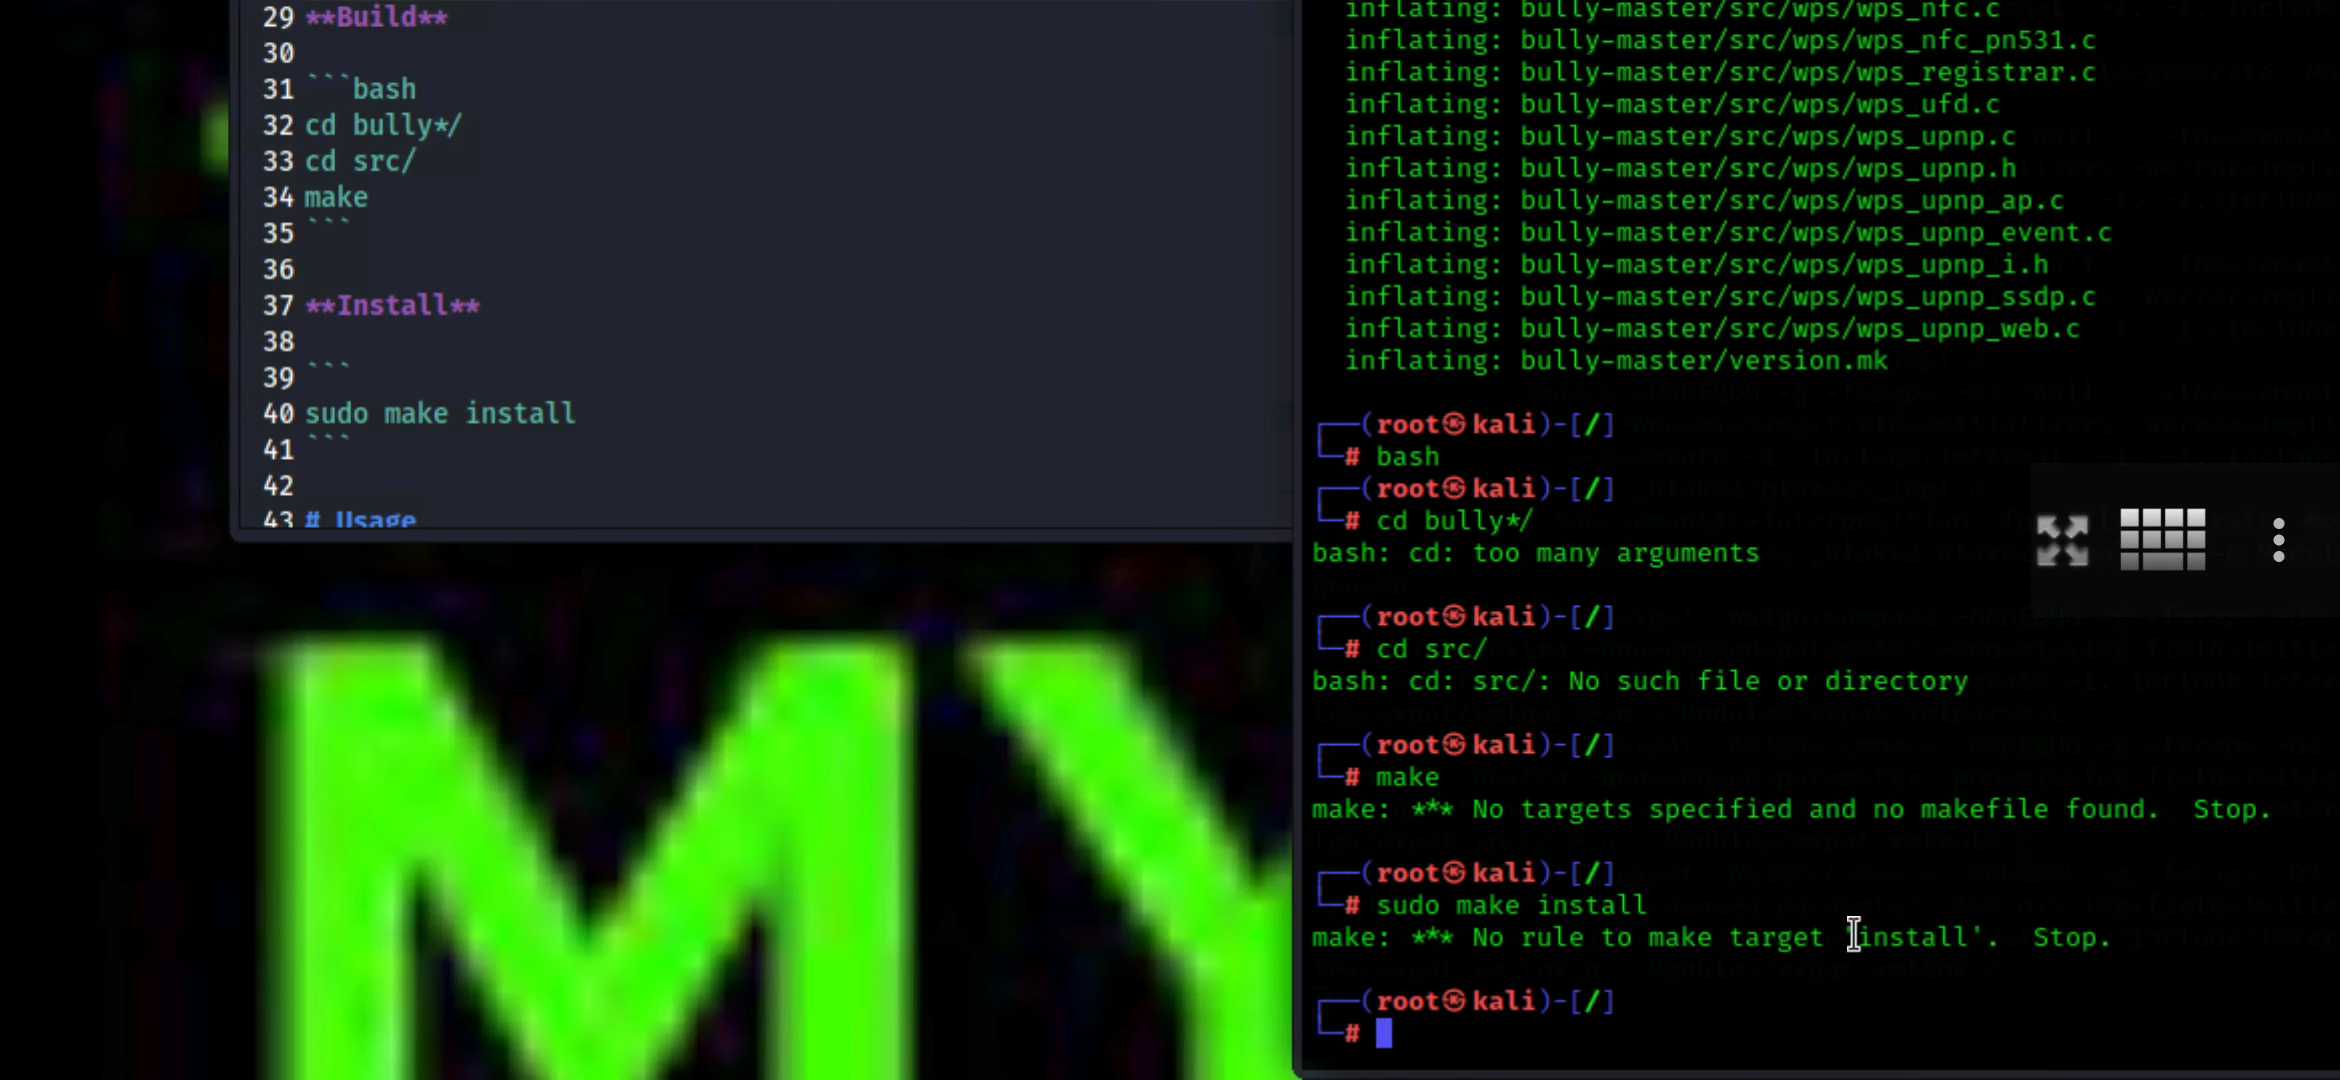 29 **Build**
30
31 ```bash
32 cd bully*/
33 cd src/
34 make
35 ```
36
37 **Install**
38
39 ```
40 sudo make install
41 ```
42
43 # Usage
inflating: bully-master/src/wps/wps_nfc.c
inflating: bully-master/src/wps/wps_nfc_pn531.c
inflating: bully-master/src/wps/wps_registrar.c
inflating: bully-master/src/wps/wps_ufd.c
inflating: bully-master/src/wps/wps_upnp.c
inflating: bully-master/src/wps/wps_upnp.h
inflating: bully-master/src/wps/wps_upnp_ap.c
inflating: bully-master/src/wps/wps_upnp_event.c
inflating: bully-master/src/wps/wps_upnp_i.h
inflating: bully-master/src/wps/wps_upnp_ssdp.c
inflating: bully-master/src/wps/wps_upnp_web.c
inflating: bully-master/version.mk
┌──(root㉿kali)-[/]
└─# bash
┌──(root㉿kali)-[/]
└─# cd bully*/
bash: cd: too many arguments
┌──(root㉿kali)-[/]
└─# cd src/
bash: cd: src/: No such file or directory
┌──(root㉿kali)-[/]
└─# make
make: *** No targets specified and no makefile found.  Stop.
┌──(root㉿kali)-[/]
└─# sudo make install
make: *** No rule to make target 'install'.  Stop.
┌──(root㉿kali)-[/]
└─#
M